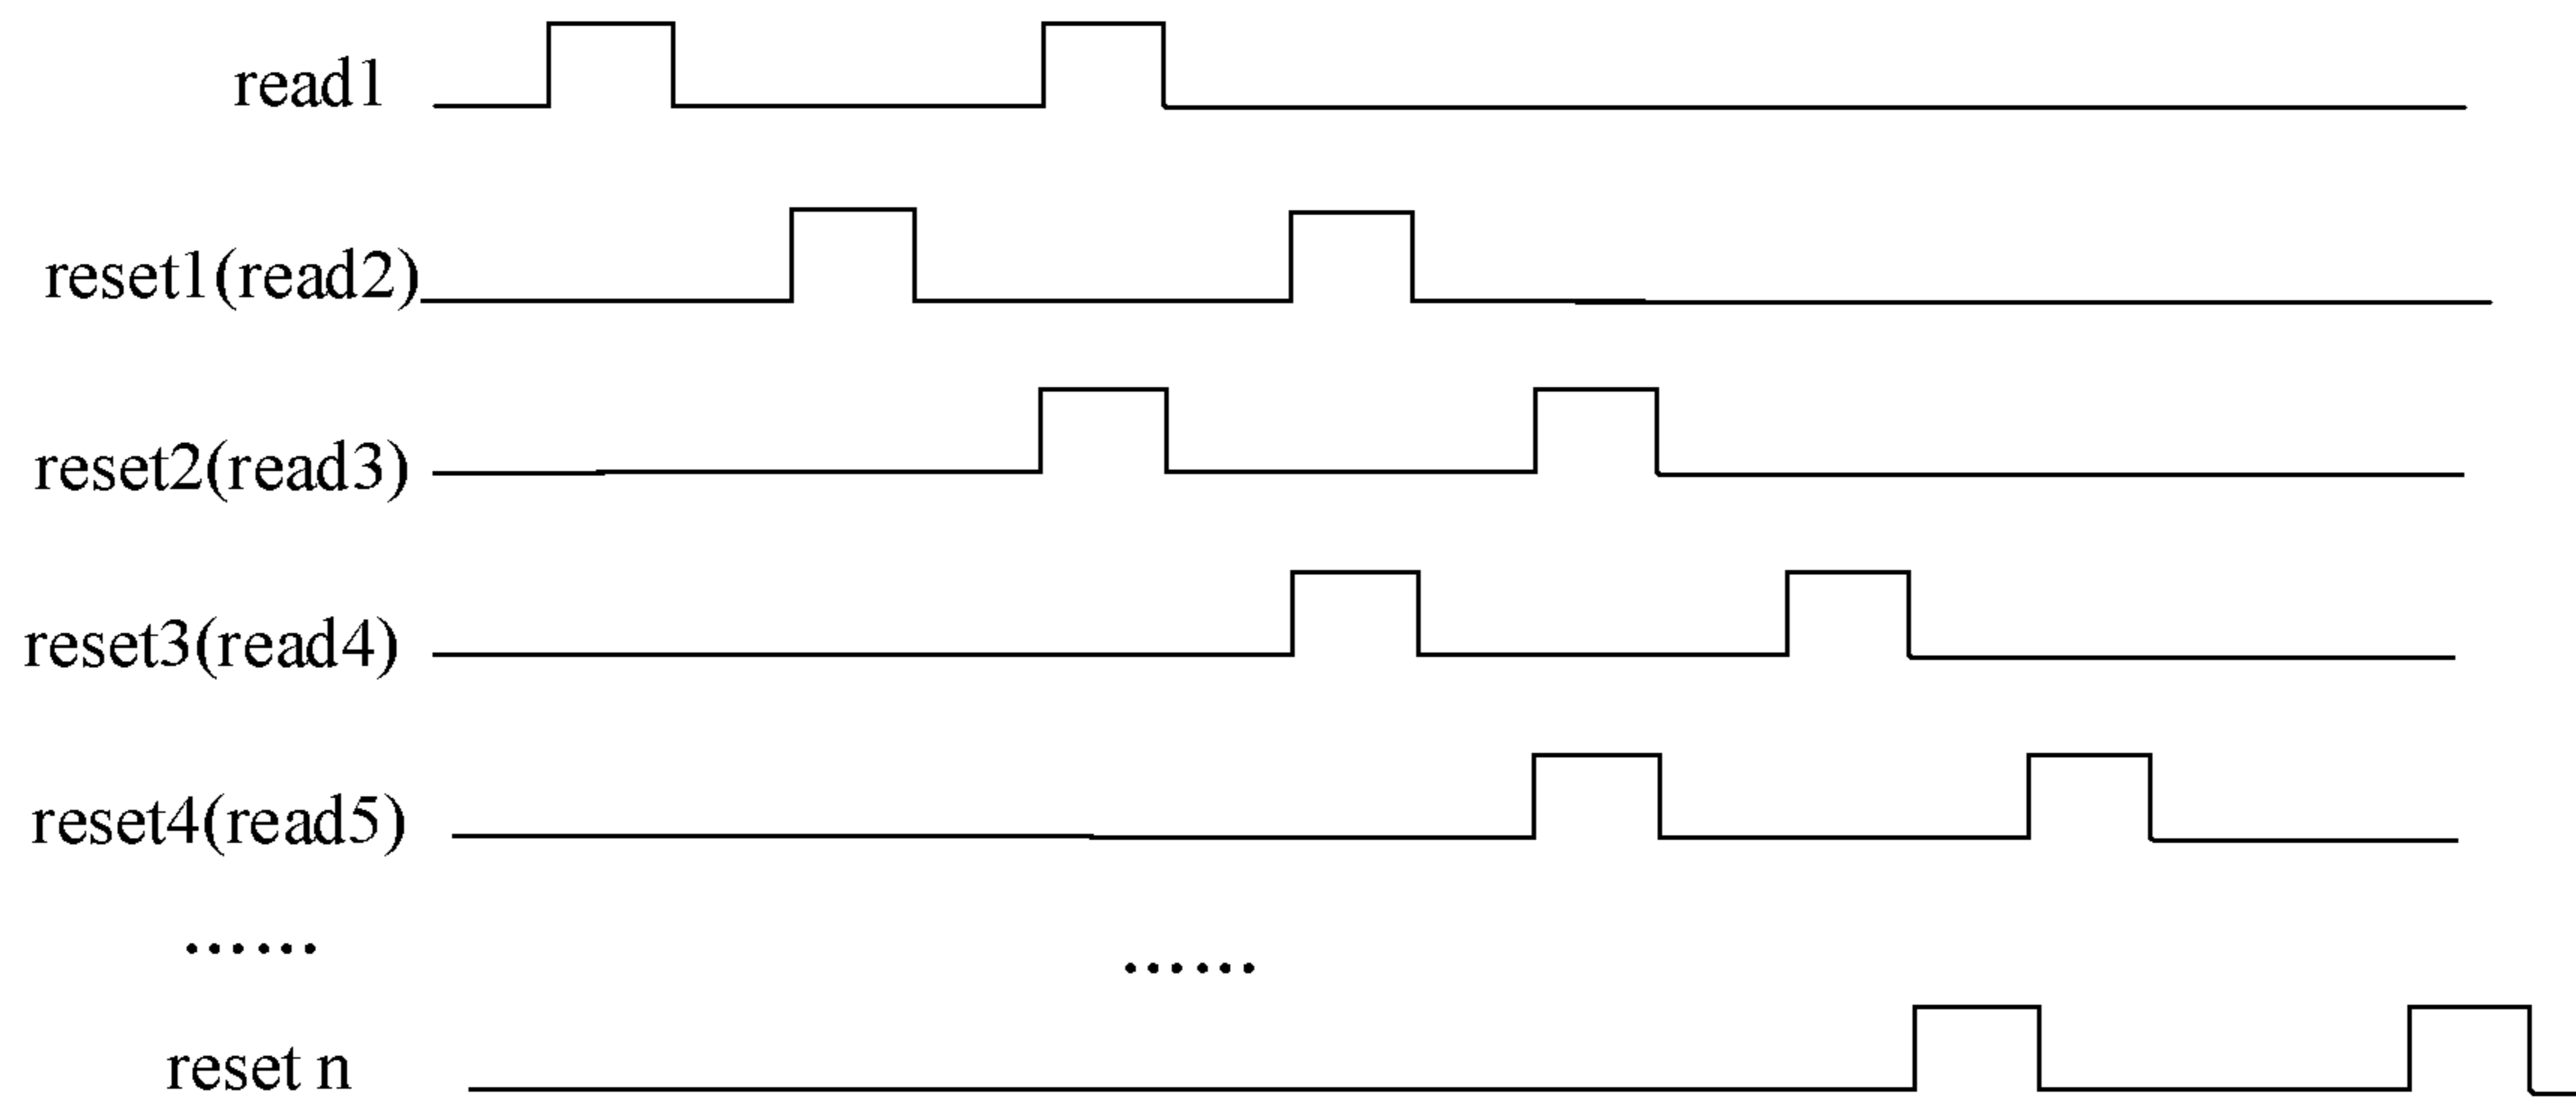 read1
reset1(read2)
reset2(read3)
reset3(read4)
reset4(read5)
......
......
reset n